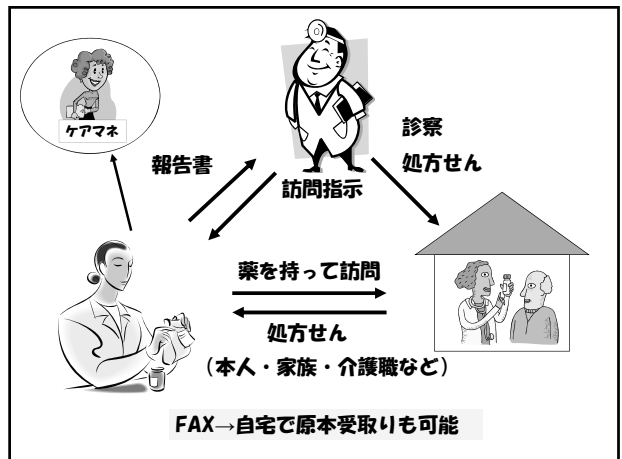 ケアマネ
報告書
訪問指示
診察
処方せん
薬を持って訪問
処方せん
（本人・家族・介護職など）
FAX→自宅で原本受取りも可能